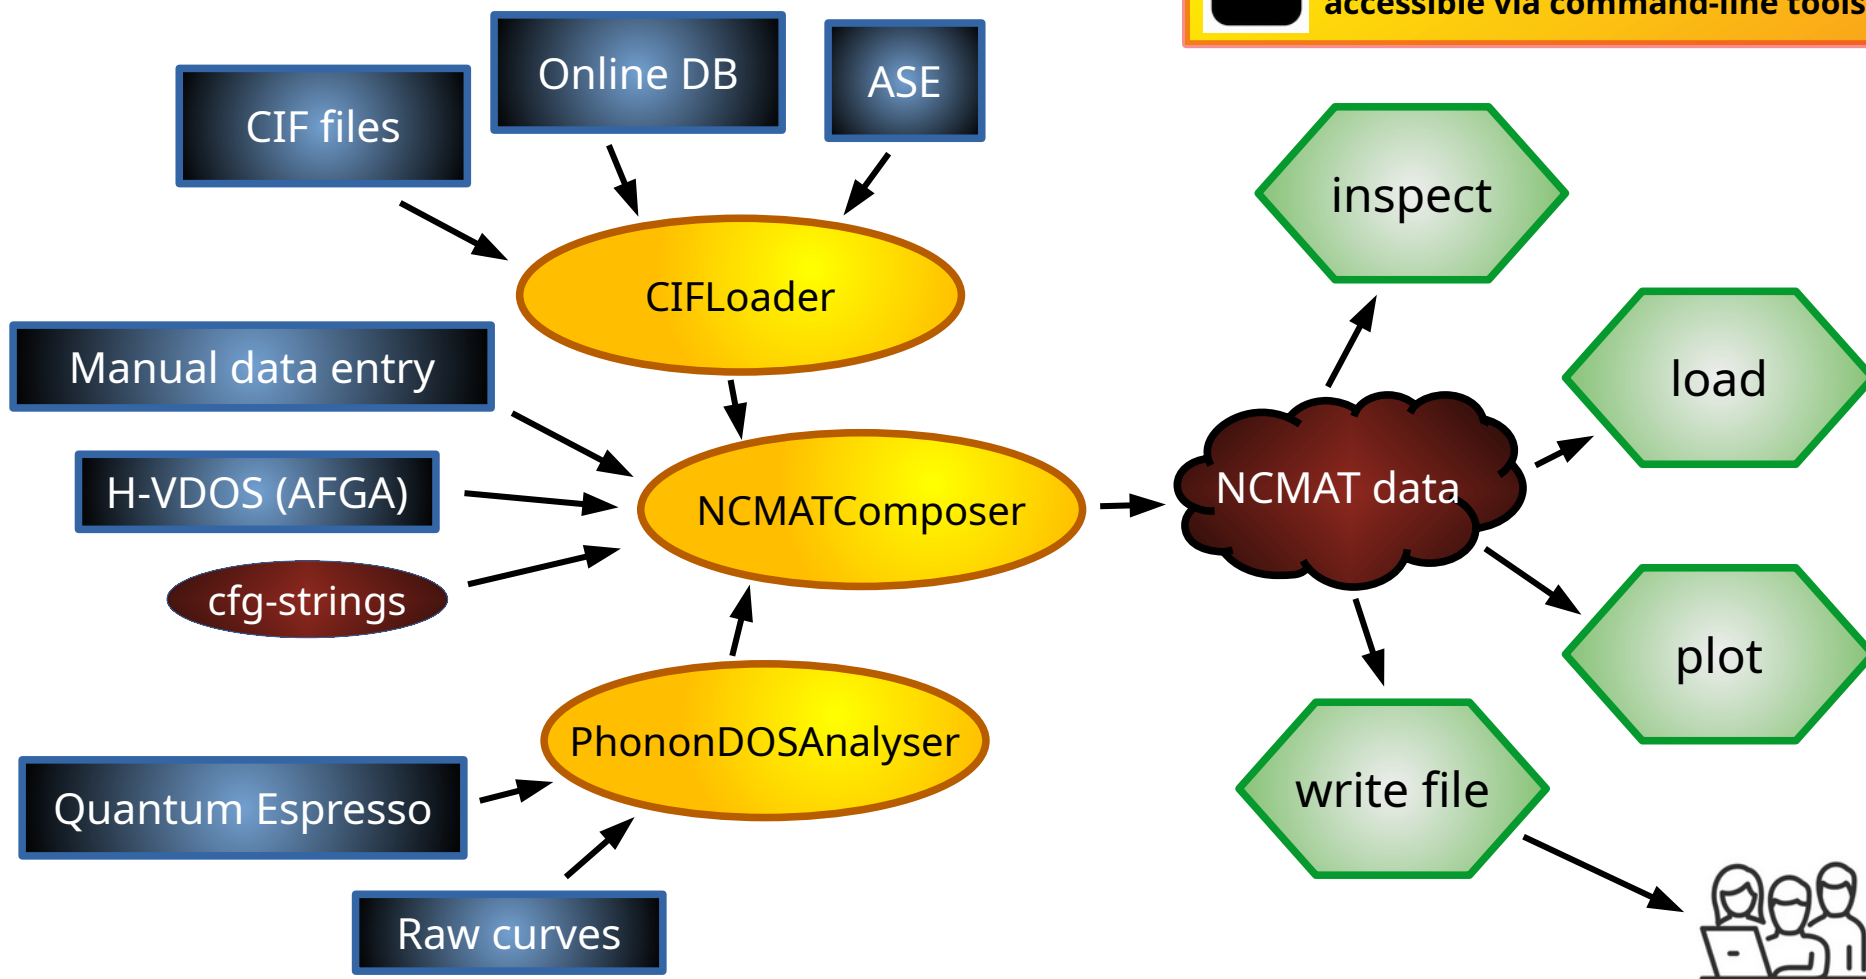 accessible via command-line tools
Online DB
ASE
CIF files
inspect
CIFLoader
Manual data entry
load
H-VDOS (AFGA)
NCMATComposer
NCMAT data
cfg-strings
plot
PhononDOSAnalyser
Quantum Espresso
write file
Raw curves